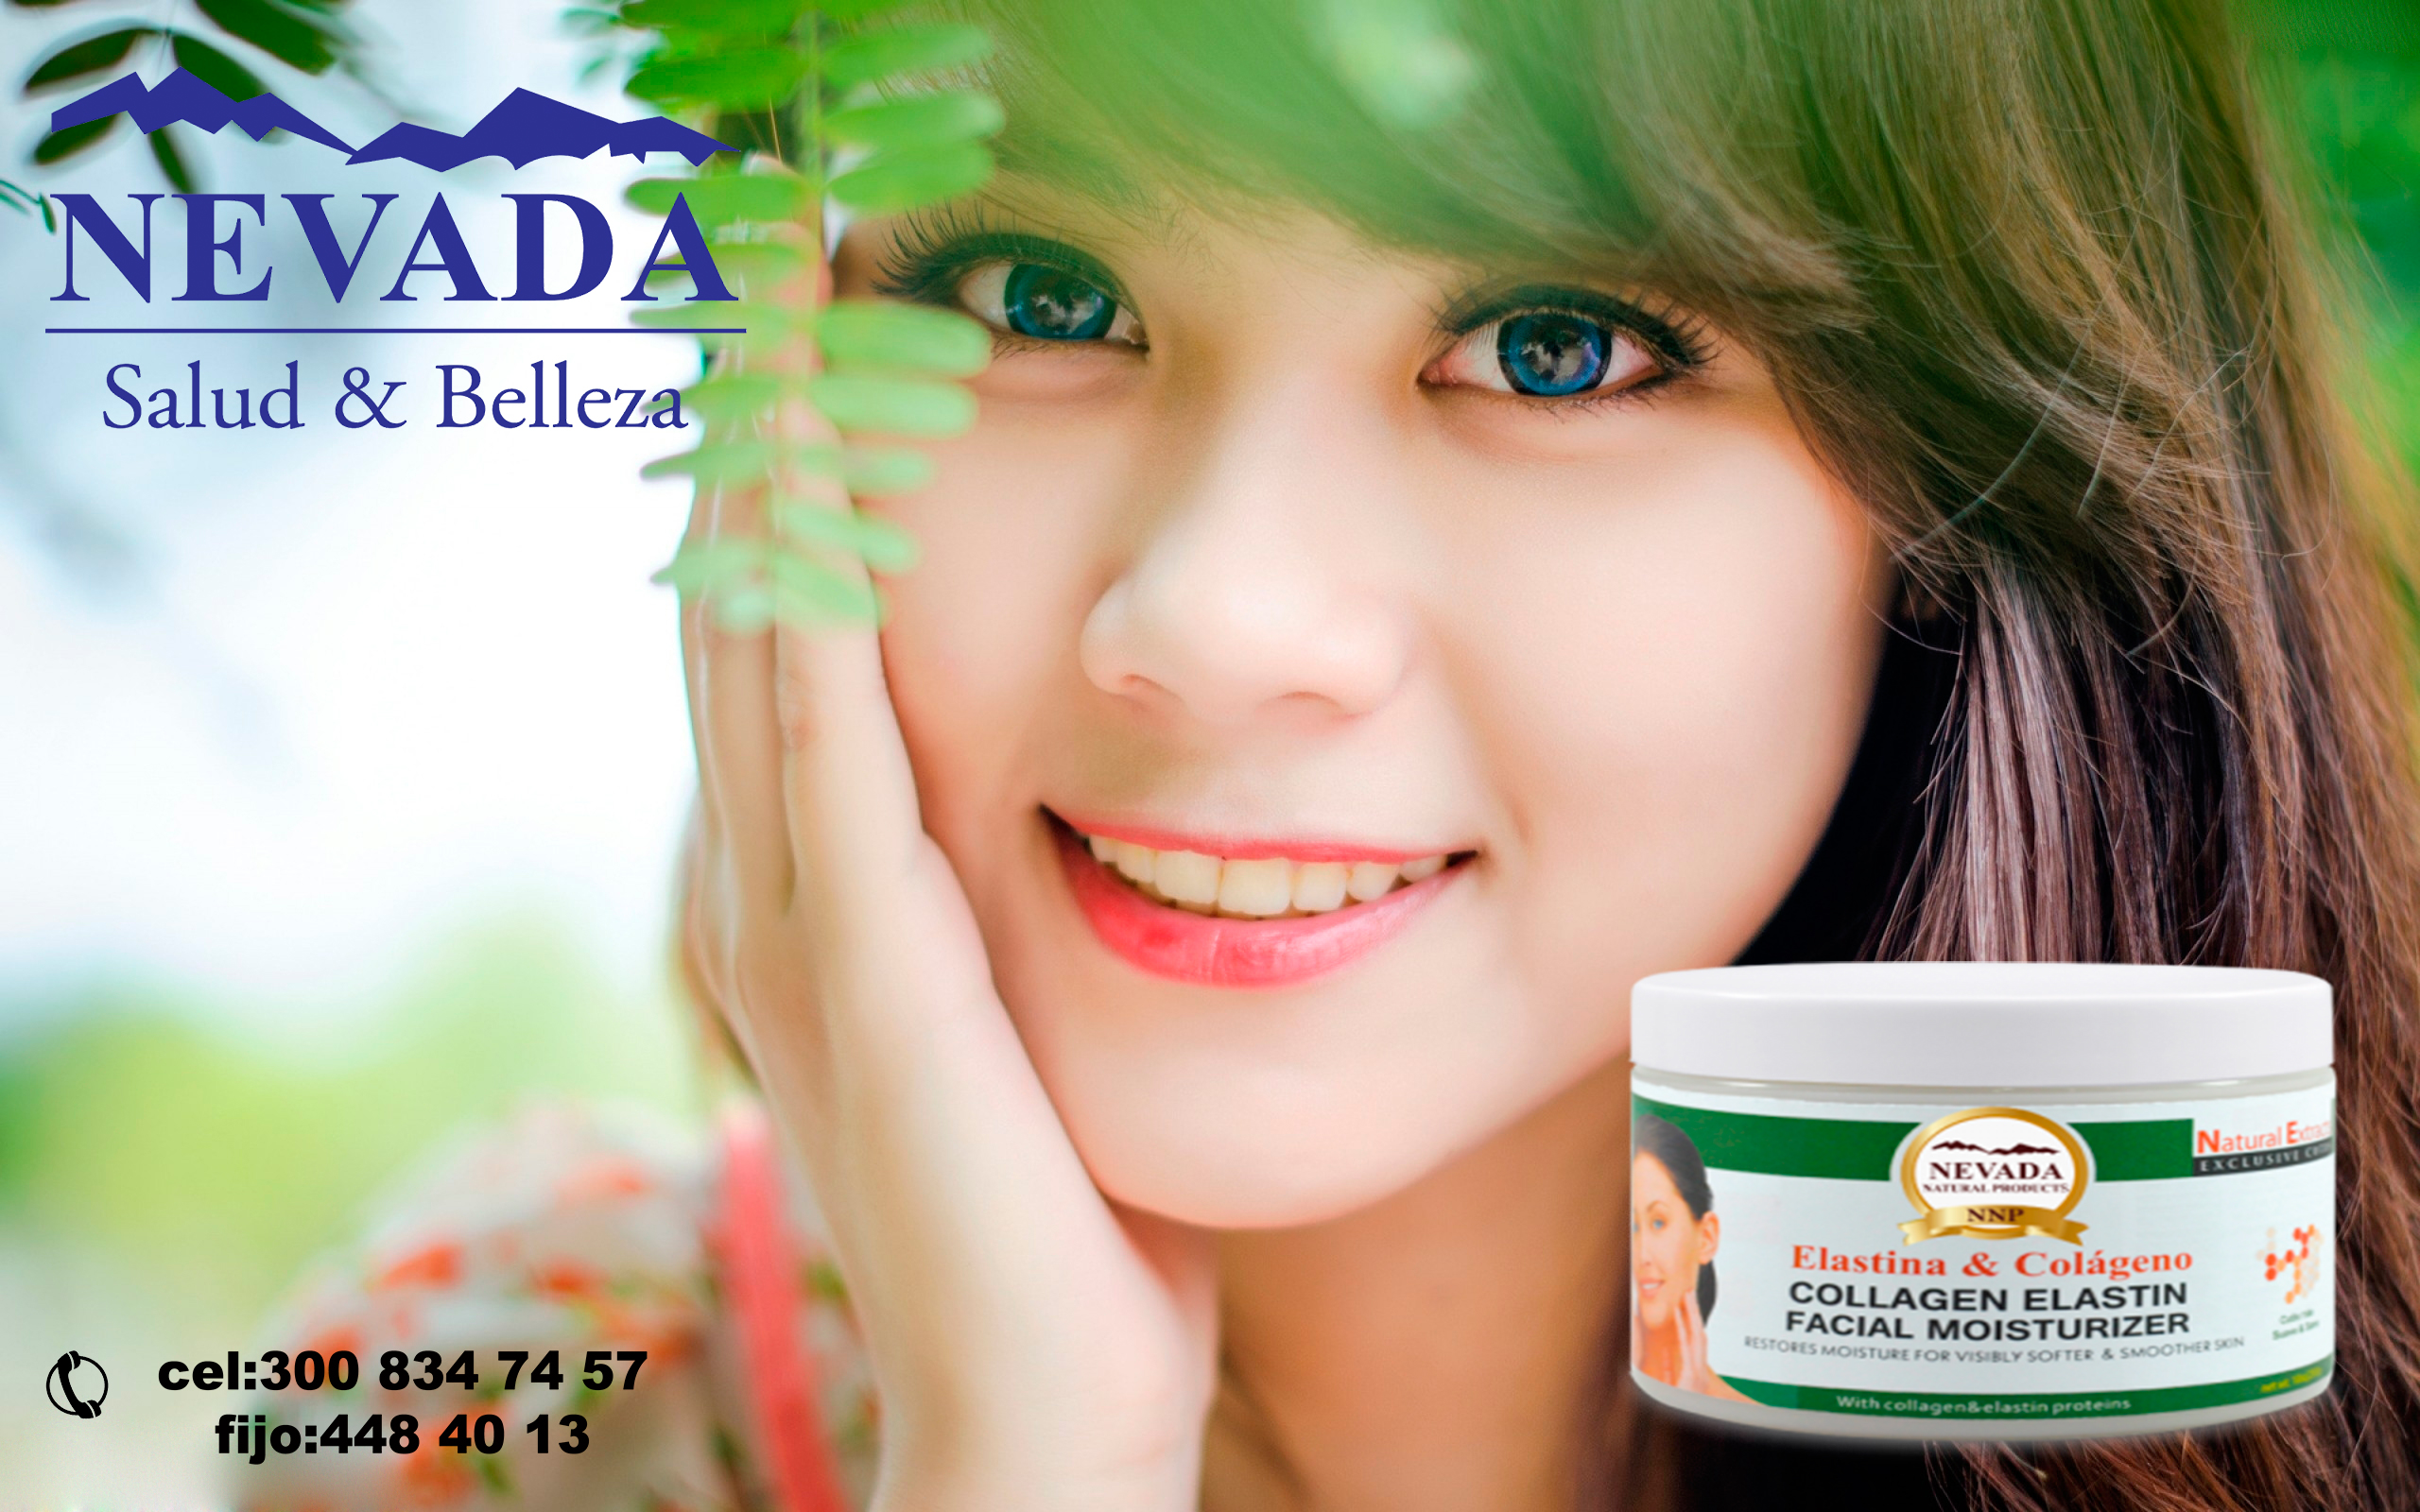 NEVADA
Salud & Belleza
cel:300 834 74 57
fijo:448 40 13
Natural
EXCLUSIVE
NEVADA
NATURAL PRODUCTS
NNP
Elastina & Colágeno
COLLAGEN ELASTIN
FACIAL MOISTURIZER
RESTORES MOISTURE FOR VISIBLY SOFTER & SMOOTHER SKIN
With collagen&elastin proteins